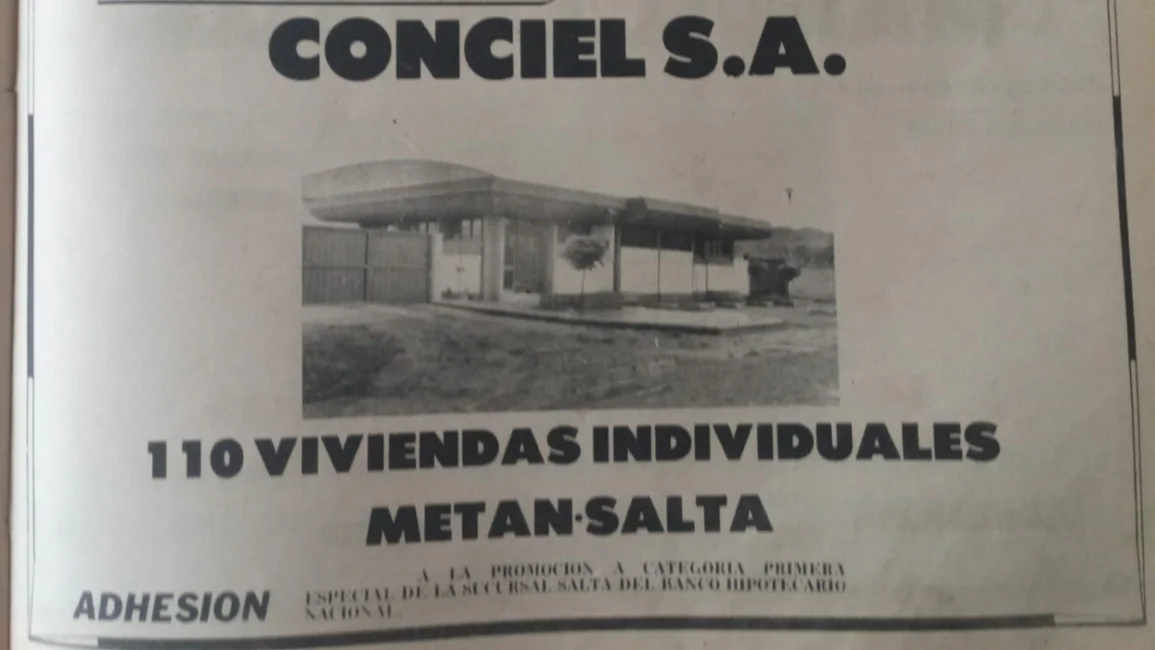 CONCIEL S.A.
110 VIVIENDAS INDIVIDUALES
METAN·SALTA
ADHESION
A LA PROMOCION A CATEGORIA PRIMERA
ESPECIAL DE LA SUCURSAL SALTA DEL BANCO HIPOTECARIO
NACIONAL.